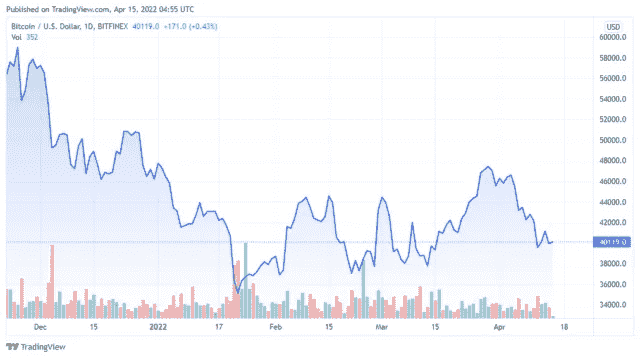 Published on TradingView.com, Apr 15, 2022 04:55 UTC
Bitcoin / U.S. Dollar, 1D, BITFINEX 40119.0 +171.0 (+0.43%)
Vol 352
USD
60000.0
58000.0
56000.0
54000.0
52000.0
50000.0
48000.0
46000.0
44000.0
42000.0
40119.0
38000.0
36000.0
34000.0
Dec 15 2022 17 Feb 15 Mar 15 Apr 18
TradingView